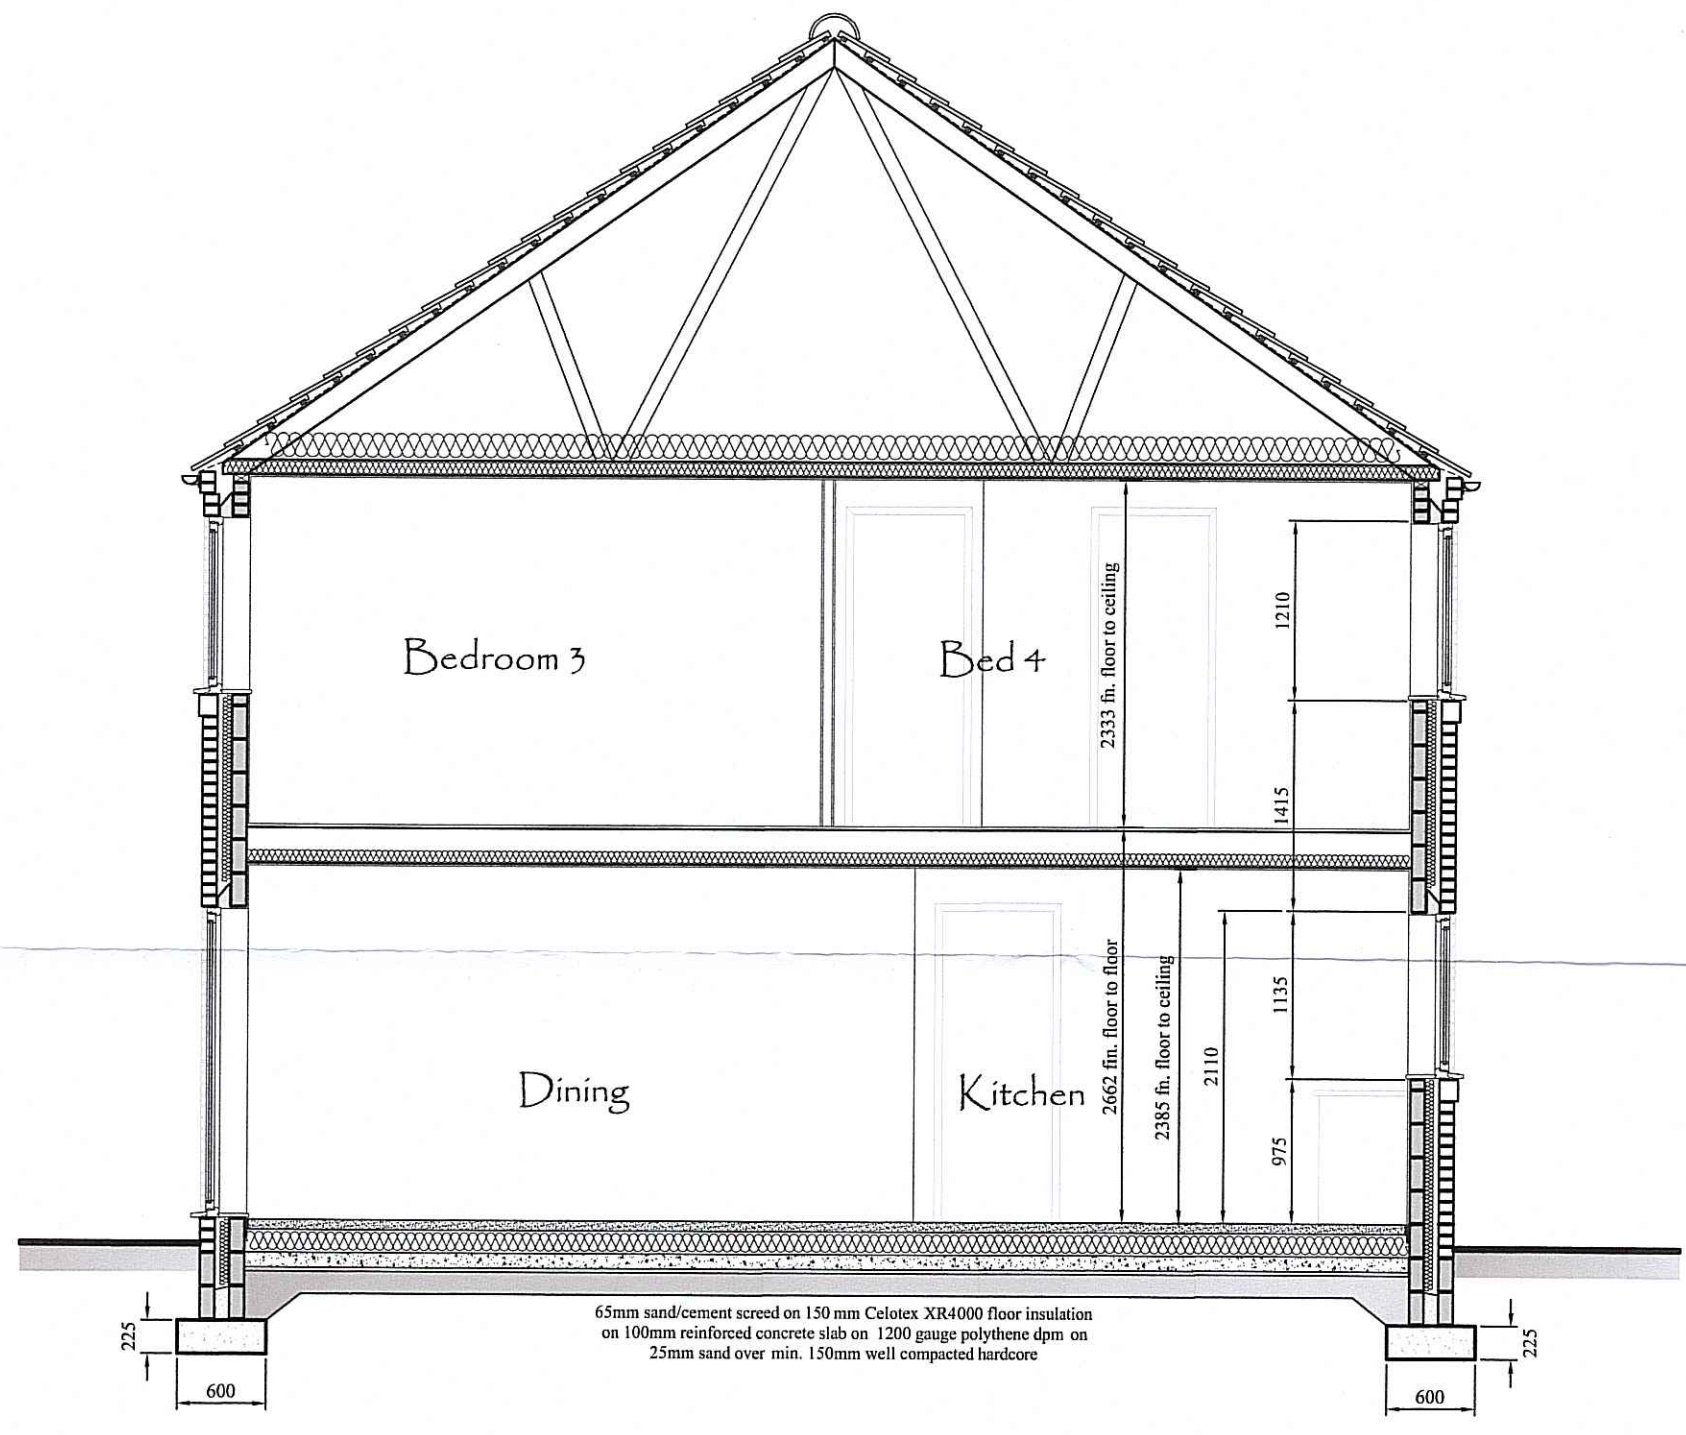 2333 fn. floor to ceiling
1210
Bedroom 3
Bed 4
1415
2662 fin. floor to floor
2385 fn. floor to ceiling
2110
1135
Dining
Kitchen
975
65mm sand/cement screed on 150 mm Celotex XR4000 floor insulation
on 100mm reinforced concrete slab on 1200 gauge polythene dpm on
25mm sand over min. 150mm well compacted hardcore
225
600
225
600